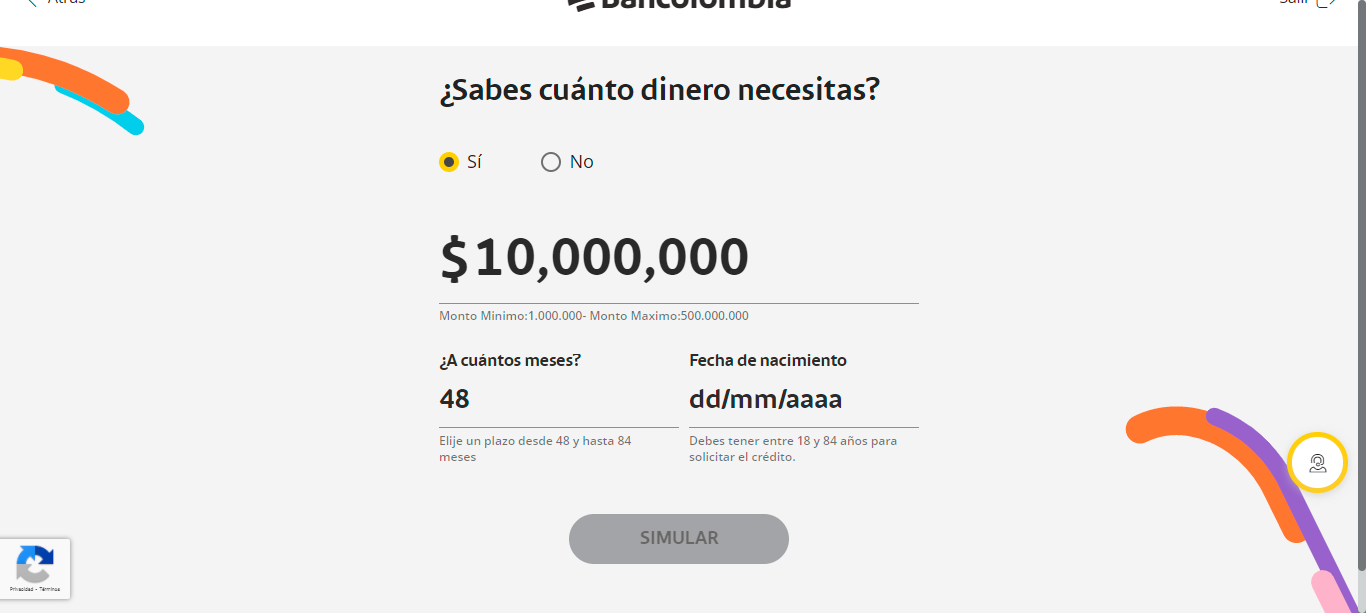 Atrás
Bancolombia
Salir
¿Sabes cuánto dinero necesitas?
Sí
No
$10,000,000
Monto Minimo:1.000.000- Monto Maximo:500.000.000
¿A cuántos meses?
Fecha de nacimiento
48
dd/mm/aaaa
Elije un plazo desde 48 y hasta 84
meses
Debes tener entre 18 y 84 años para
solicitar el crédito.
SIMULAR
Privacidad - Términos